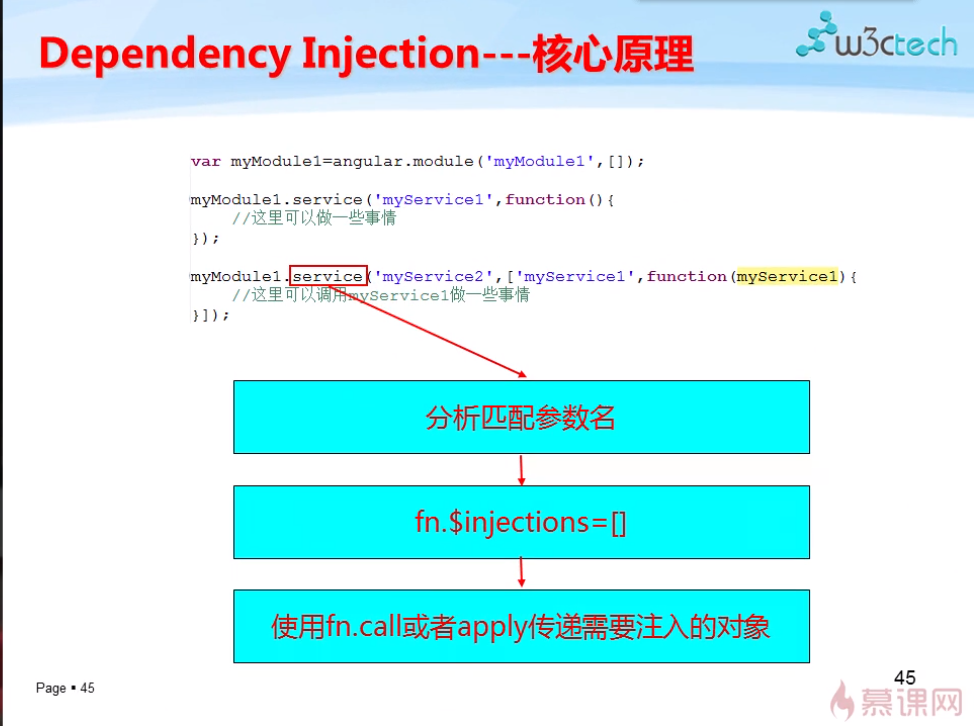 Dependency Injection---核心原理
w3ctech
var myModule1=angular.module('myModule1',[]);
myModule1.service('myService1',function(){
//这里可以做一些事情
});
myModule1.service('myService2',['myService1',function(myService1){
//这里可以调用myService1做一些事情
}]);
分析匹配参数名
fn.$injections=[]
使用fn.call或者apply传递需要注入的对象
Page ▪ 45
45
慕课网